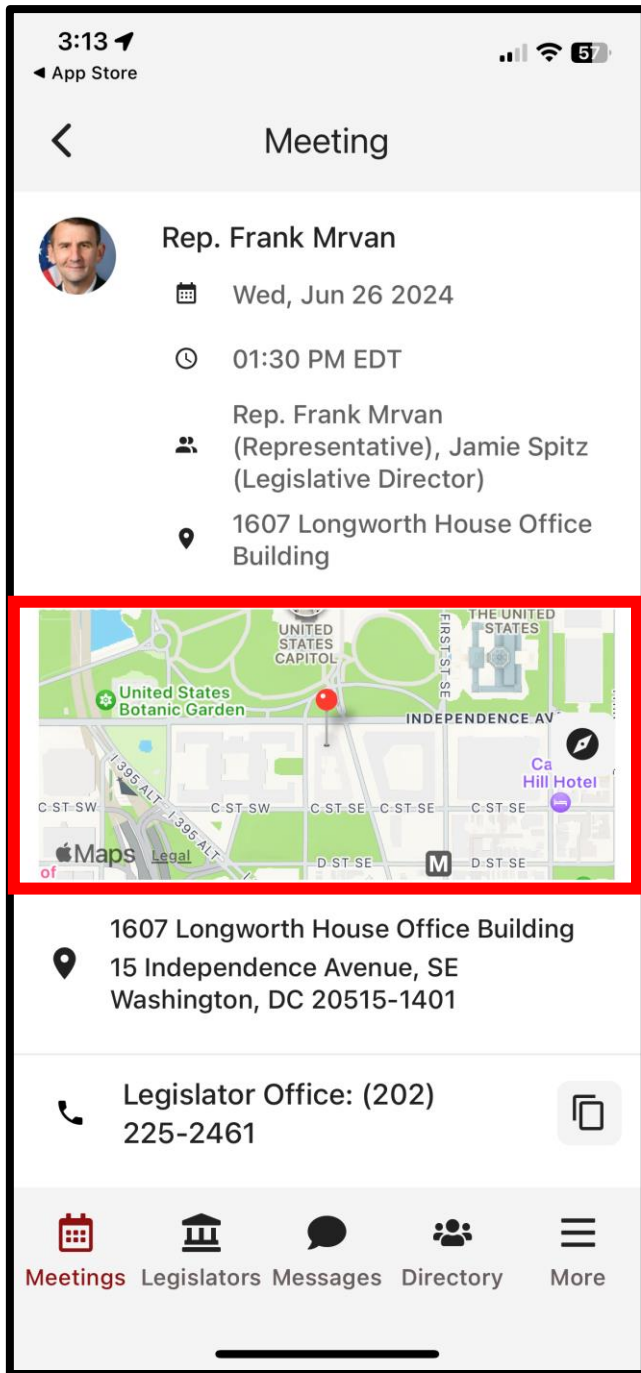 3:13
57
◀ App Store
Meeting
Rep. Frank Mrvan
Wed, Jun 26 2024
01:30 PM EDT
Rep. Frank Mrvan
(Representative), Jamie Spitz
(Legislative Director)
1607 Longworth House Office
Building
UNITED
STATES
CAPITOL
FIRST ST SE
THE UNITED
STATES
United States
Botanic Garden
INDEPENDENCE AV
Ca
Hill Hotel
I 395 ALT
I 395 ALT
C ST SW
C ST SW
C ST SE
C ST SE
C ST SE
Maps
Legal
D ST SE
M
D ST SE
of
1607 Longworth House Office Building
15 Independence Avenue, SE
Washington, DC 20515-1401
Legislator Office: (202)
225-2461
Meetings
Legislators
Messages
Directory
More